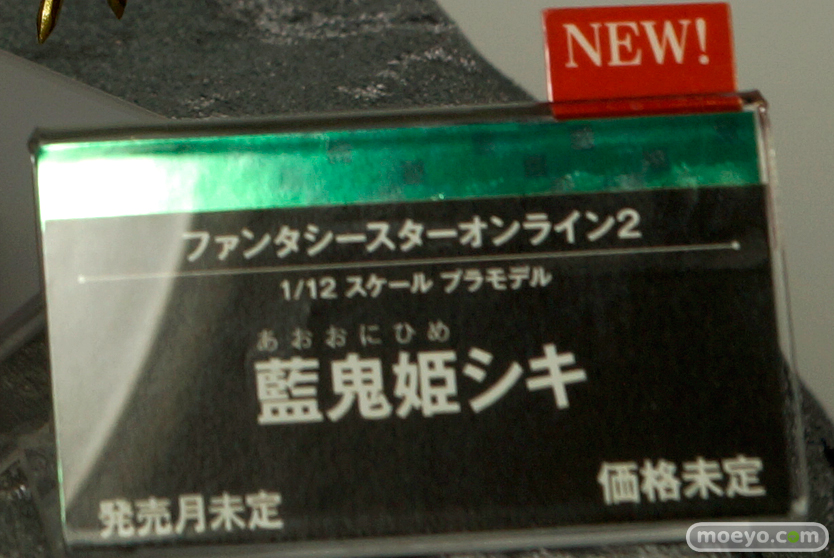 NEW!
ファンタシースターオンライン2
1/12 スケール プラモデル
あおおにひめ
藍鬼姫シキ
価格未定
発売月未定
moeyo.com